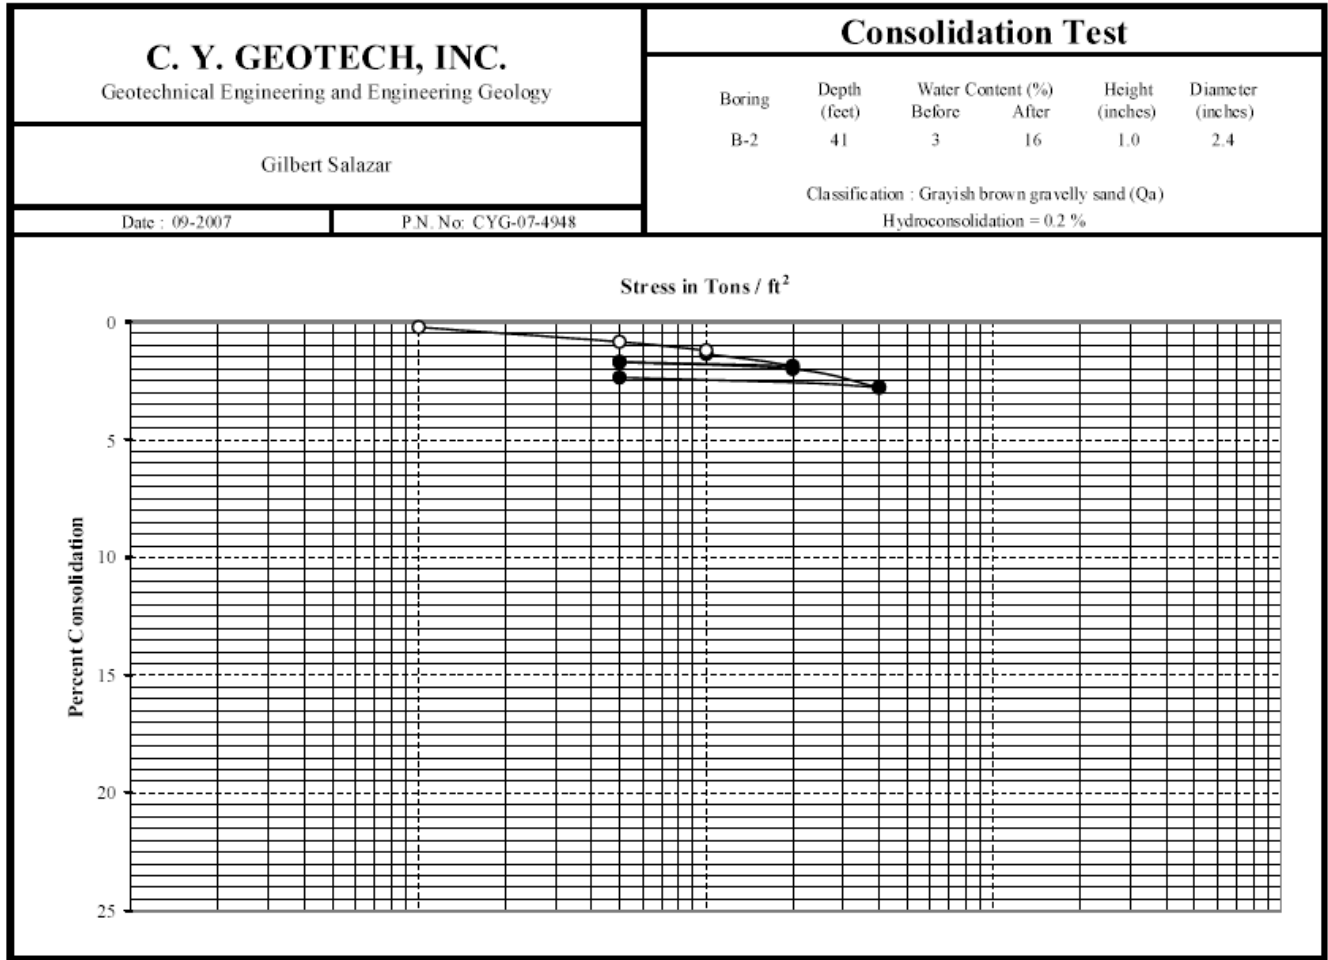 C. Y. GEOTECH, INC.
Geotechnical Engineering and Engineering Geology
Gilbert Salazar
Date : 09-2007
P.N. No: CYG-07-4948
Consolidation Test
Boring
Depth (feet)
Water Content (%)
Before After
Height (inches)
Diameter (inches)
B-2 41 3 16 1.0 2.4
Classification : Grayish brown gravelly sand (Qa)
Hydroconsolidation = 0.2 %
Stress in Tons / ft²
Percent Consolidation
0
5
10
15
20
25